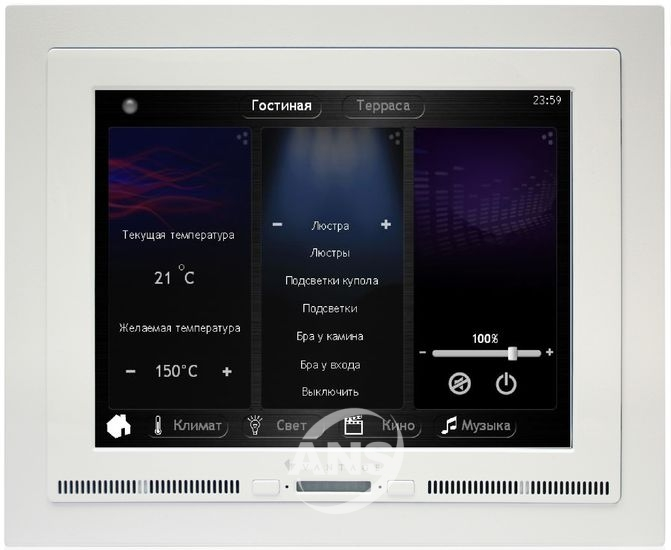 Гостиная Терраса 23:59
Текущая температура
21 °C
Желаемая температура
– 150°C +
– Люстра +
Люстры
Подсветки купола
Подсветки
Бра у камина
Бра у входа
Выключить
100%
– +
Климат Свет Кино Музыка
ANS
VANTAGE